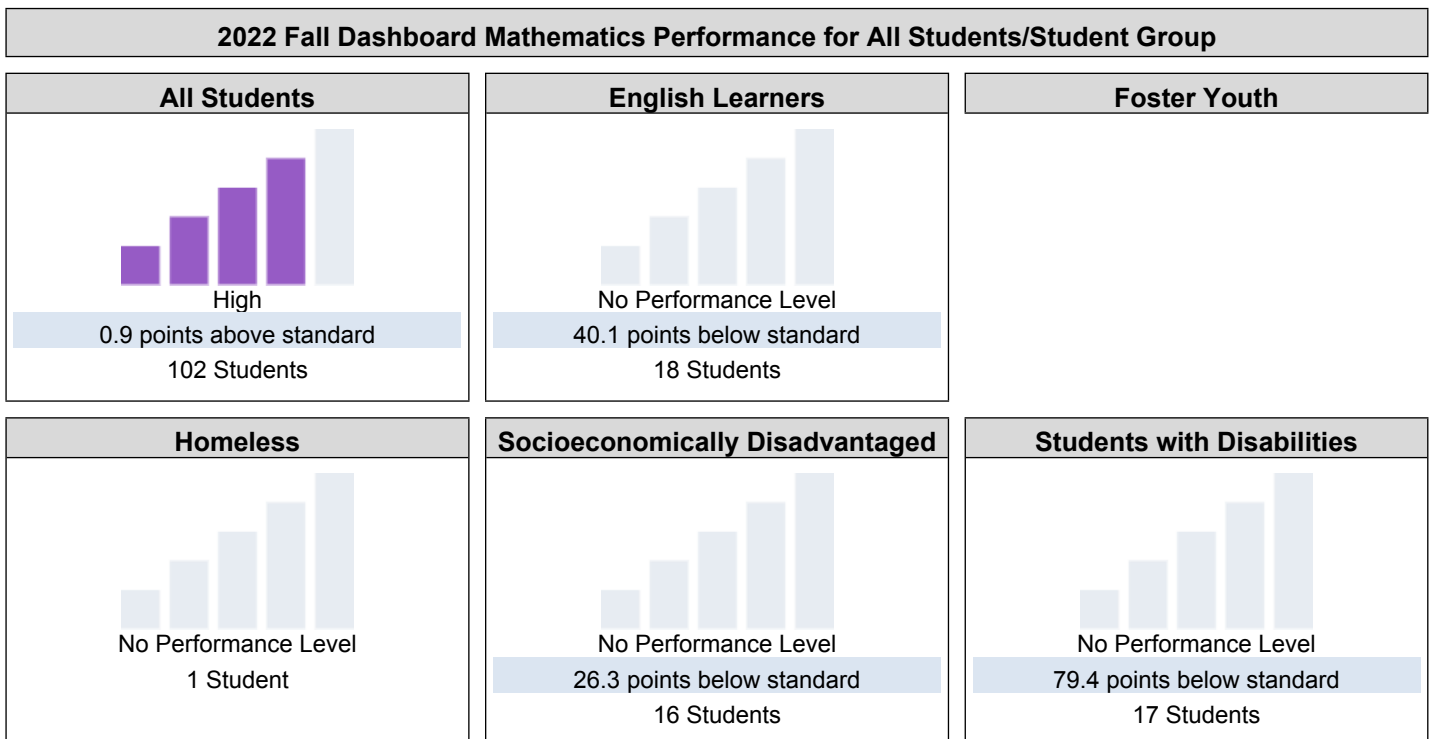 2022 Fall Dashboard Mathematics Performance for All Students/Student Group
All Students
High
0.9 points above standard
102 Students
English Learners
No Performance Level
40.1 points below standard
18 Students
Foster Youth
Homeless
No Performance Level
1 Student
Socioeconomically Disadvantaged
No Performance Level
26.3 points below standard
16 Students
Students with Disabilities
No Performance Level
79.4 points below standard
17 Students